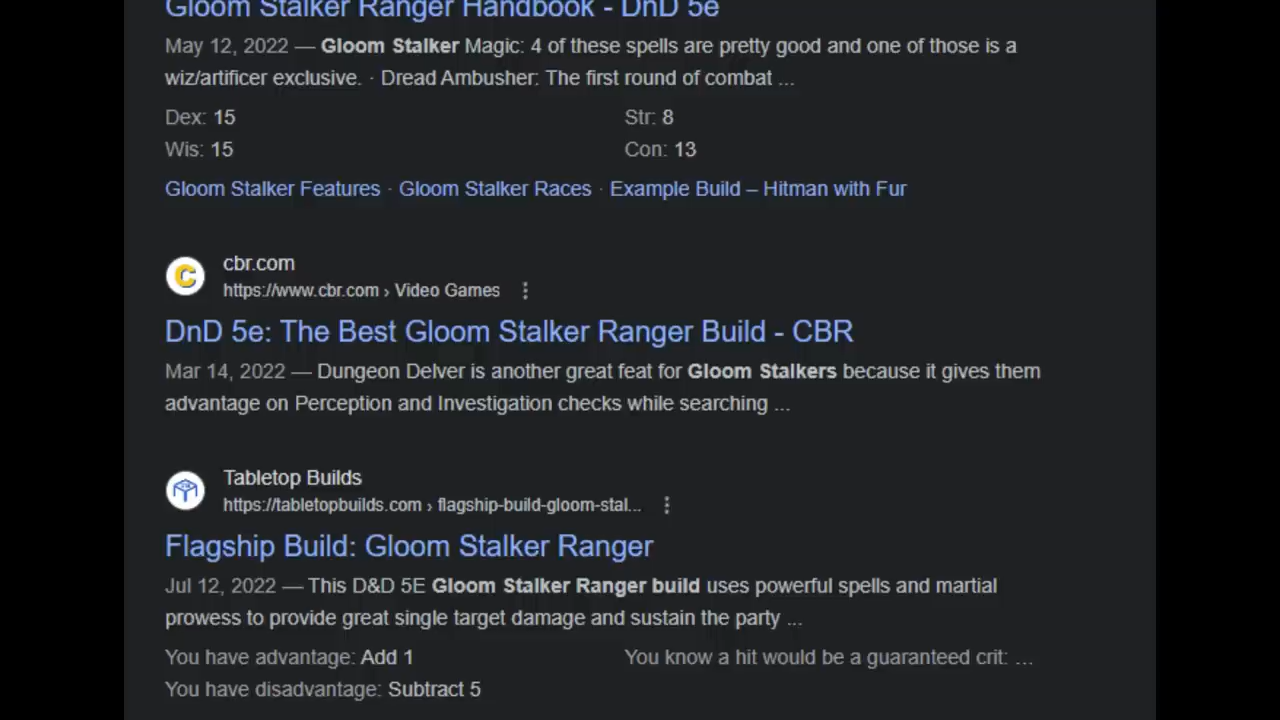 Gloom Stalker Ranger Handbook - DnD 5e
May 12, 2022 — Gloom Stalker Magic: 4 of these spells are pretty good and one of those is a
wiz/artificer exclusive. · Dread Ambusher: The first round of combat ...
Dex: 15 Str: 8
Wis: 15 Con: 13
Gloom Stalker Features · Gloom Stalker Races · Example Build – Hitman with Fur
cbr.com
https://www.cbr.com › Video Games
DnD 5e: The Best Gloom Stalker Ranger Build - CBR
Mar 14, 2022 — Dungeon Delver is another great feat for Gloom Stalkers because it gives them
advantage on Perception and Investigation checks while searching ...
Tabletop Builds
https://tabletopbuilds.com › flagship-build-gloom-stal...
Flagship Build: Gloom Stalker Ranger
Jul 12, 2022 — This D&D 5E Gloom Stalker Ranger build uses powerful spells and martial
prowess to provide great single target damage and sustain the party ...
You have advantage: Add 1 You know a hit would be a guaranteed crit: ...
You have disadvantage: Subtract 5